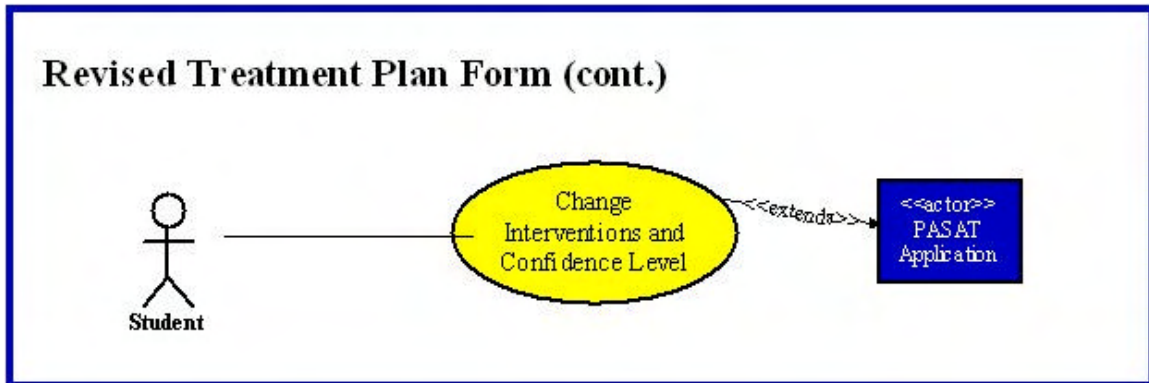 Revised Treatment Plan Form (cont.)
Change
Interventions and
Confidence Level
<<extends>>
<<actor>>
PASAT
Application
Student